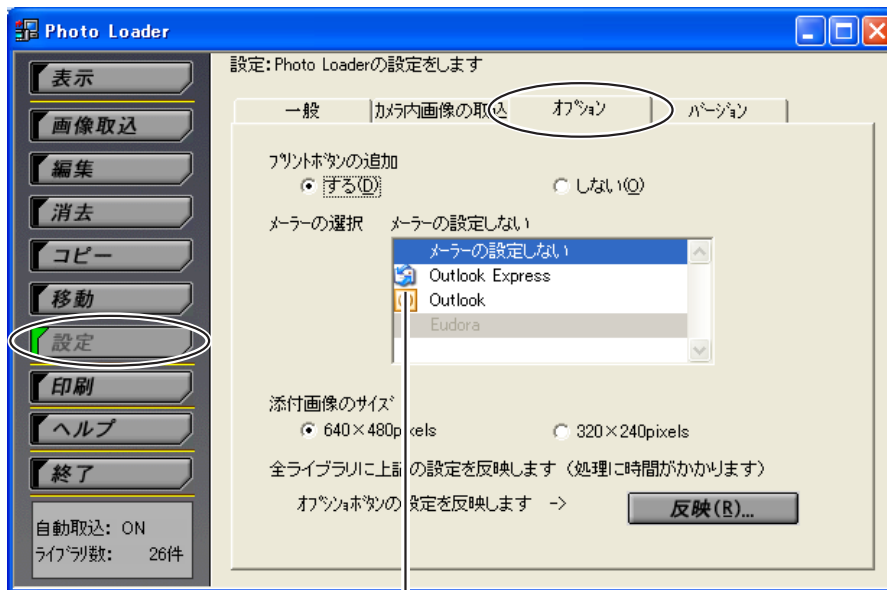 Photo Loader
表示
画像取込
編集
消去
コピー
移動
設定
印刷
ヘルプ
終了
自動取込: ON
ライブラリ数: 26件
設定:Photo Loaderの設定をします
一般 カメラ内画像の取込 オプション バージョン
プリントボタンの追加
する(D) しない(O)
メーラーの選択 メーラーの設定しない
メーラーの設定しない
Outlook Express
Outlook
Eudora
添付画像のサイズ
640×480pixels 320×240pixels
全ライブラリに上記の設定を反映します (処理に時間がかかります)
オプションボタンの設定を反映します -> 反映(R)...